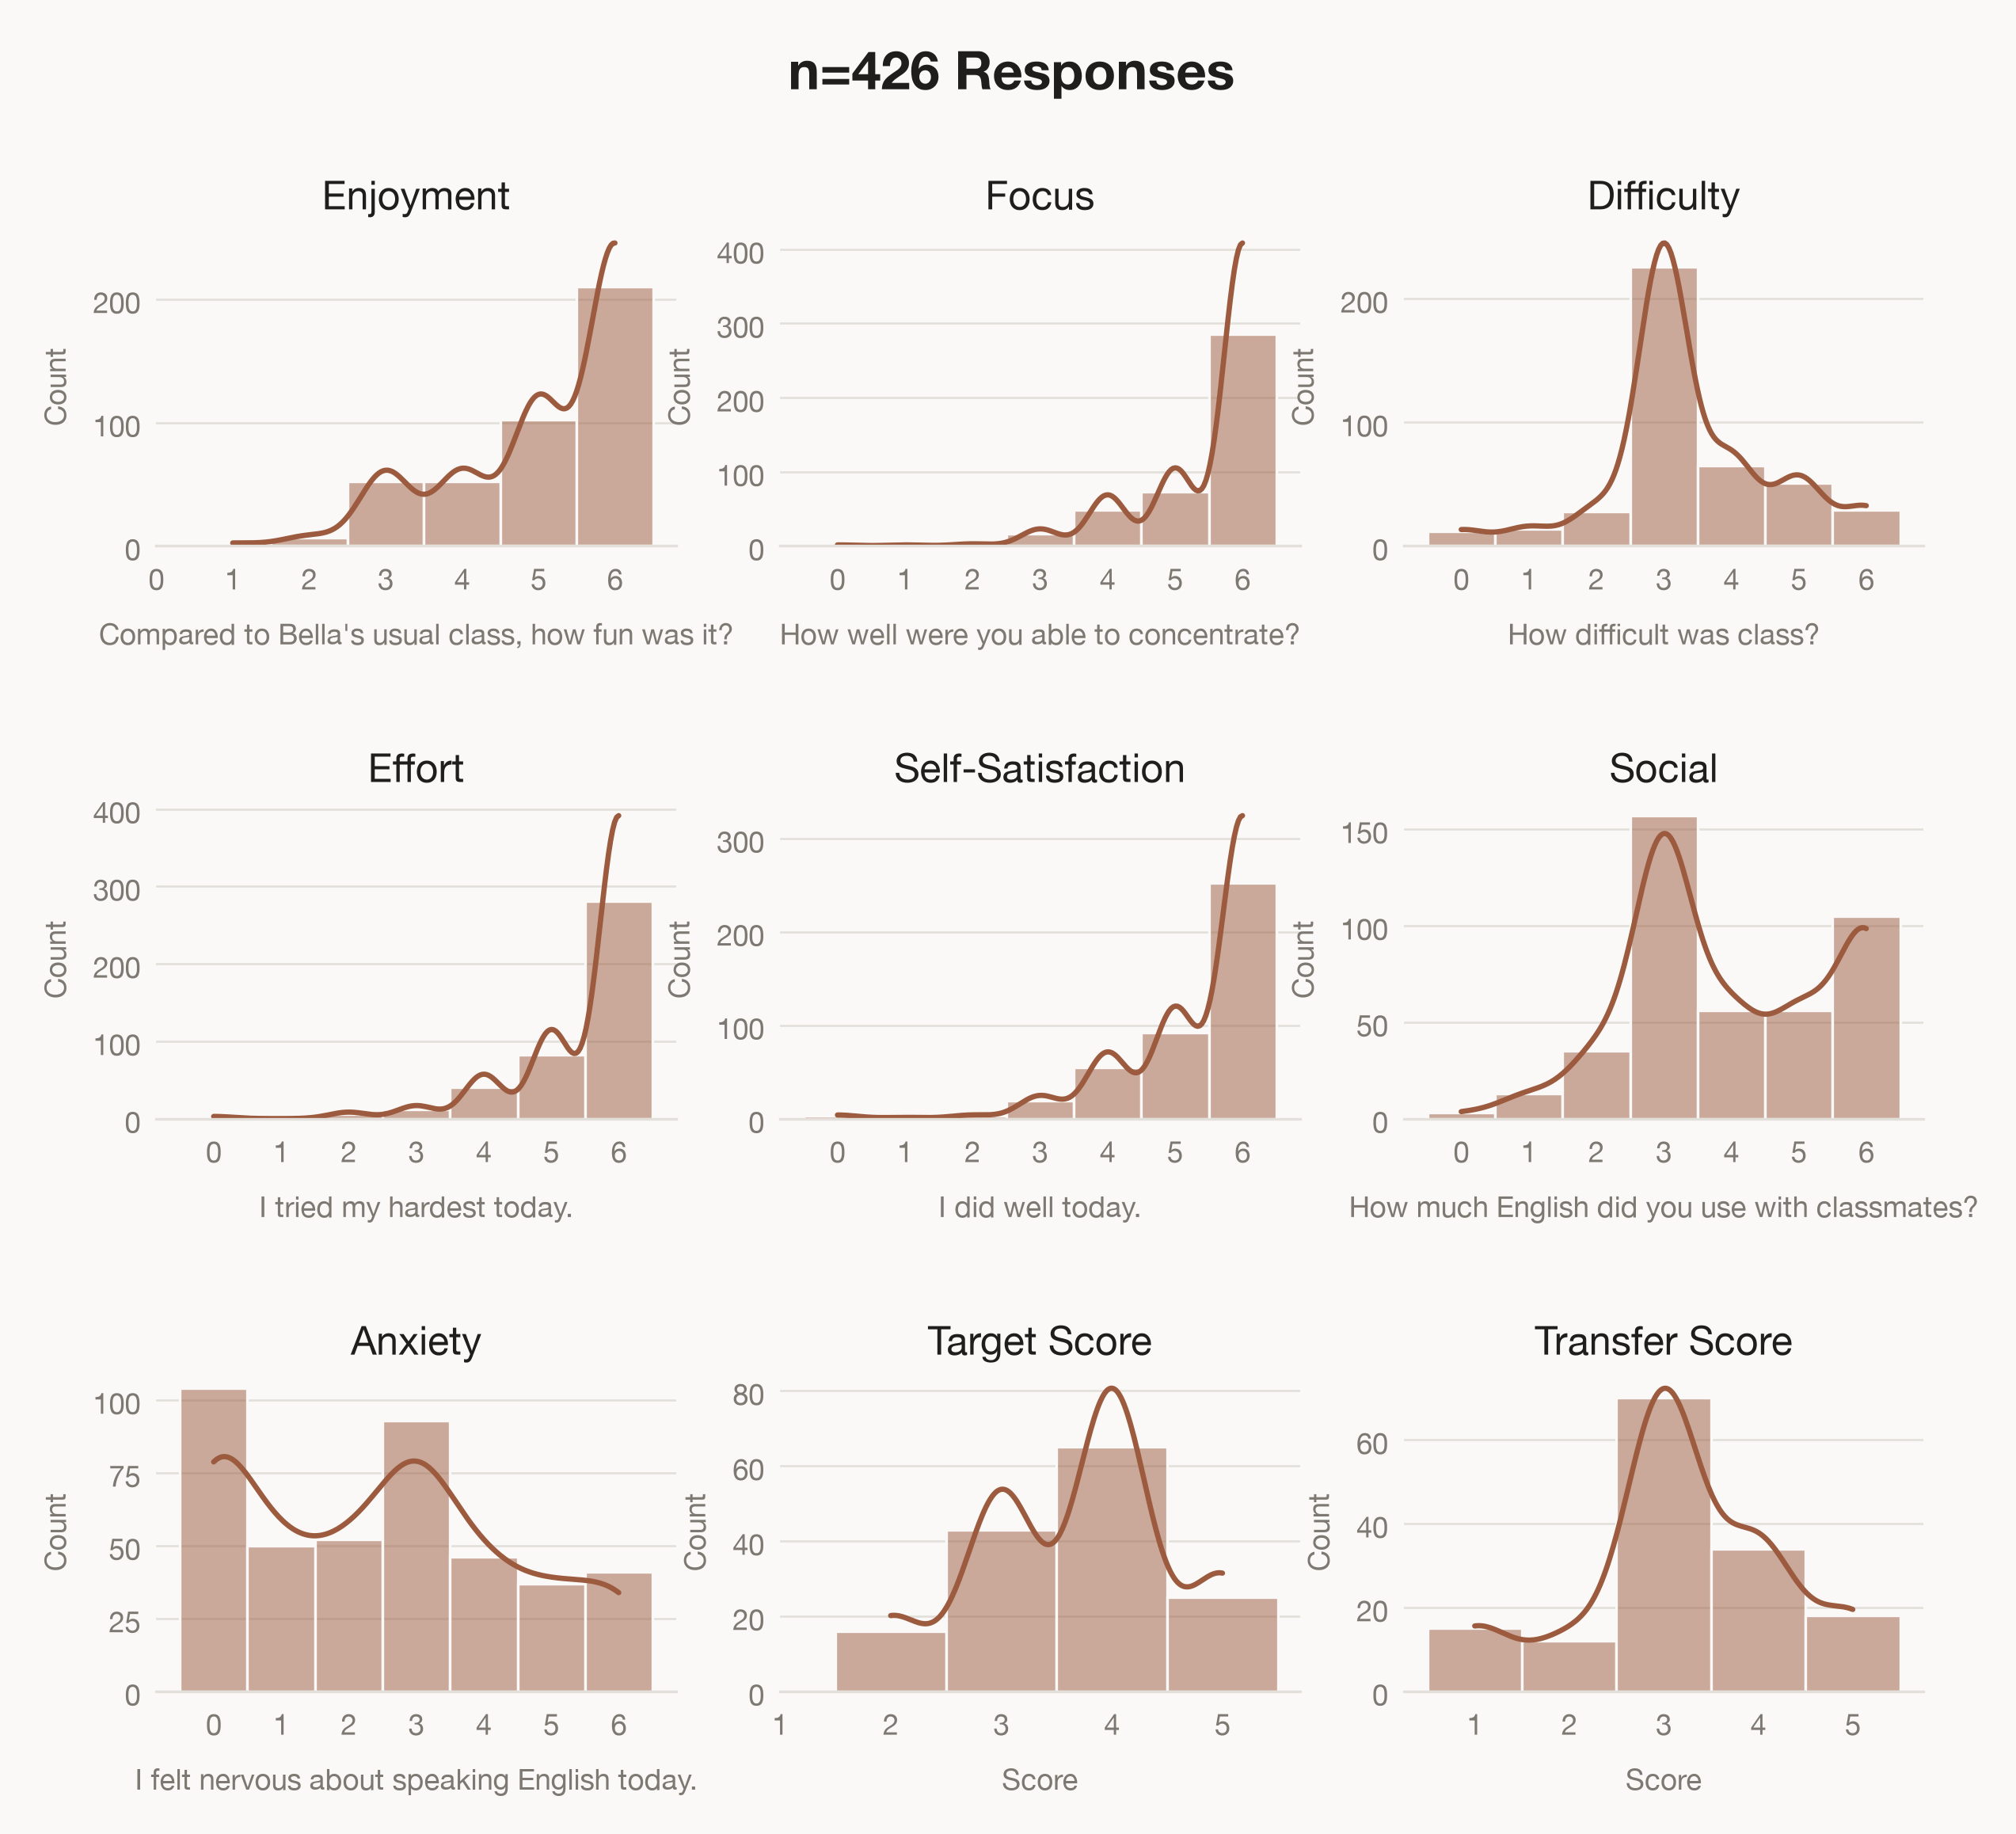 n=426 Responses
Enjoyment
Count
200
100
0
0 1 2 3 4 5 6
Compared to Bella's usual class, how fun was it?
Focus
Count
400
300
200
100
0
0 1 2 3 4 5 6
How well were you able to concentrate?
Difficulty
Count
200
100
0
0 1 2 3 4 5 6
How difficult was class?
Effort
Count
400
300
200
100
0
0 1 2 3 4 5 6
I tried my hardest today.
Self-Satisfaction
Count
300
200
100
0
0 1 2 3 4 5 6
I did well today.
Social
Count
150
100
50
0
0 1 2 3 4 5 6
How much English did you use with classmates?
Anxiety
Count
100
75
50
25
0
0 1 2 3 4 5 6
I felt nervous about speaking English today.
Target Score
Count
80
60
40
20
0
1 2 3 4 5
Score
Transfer Score
Count
60
40
20
0
1 2 3 4 5
Score